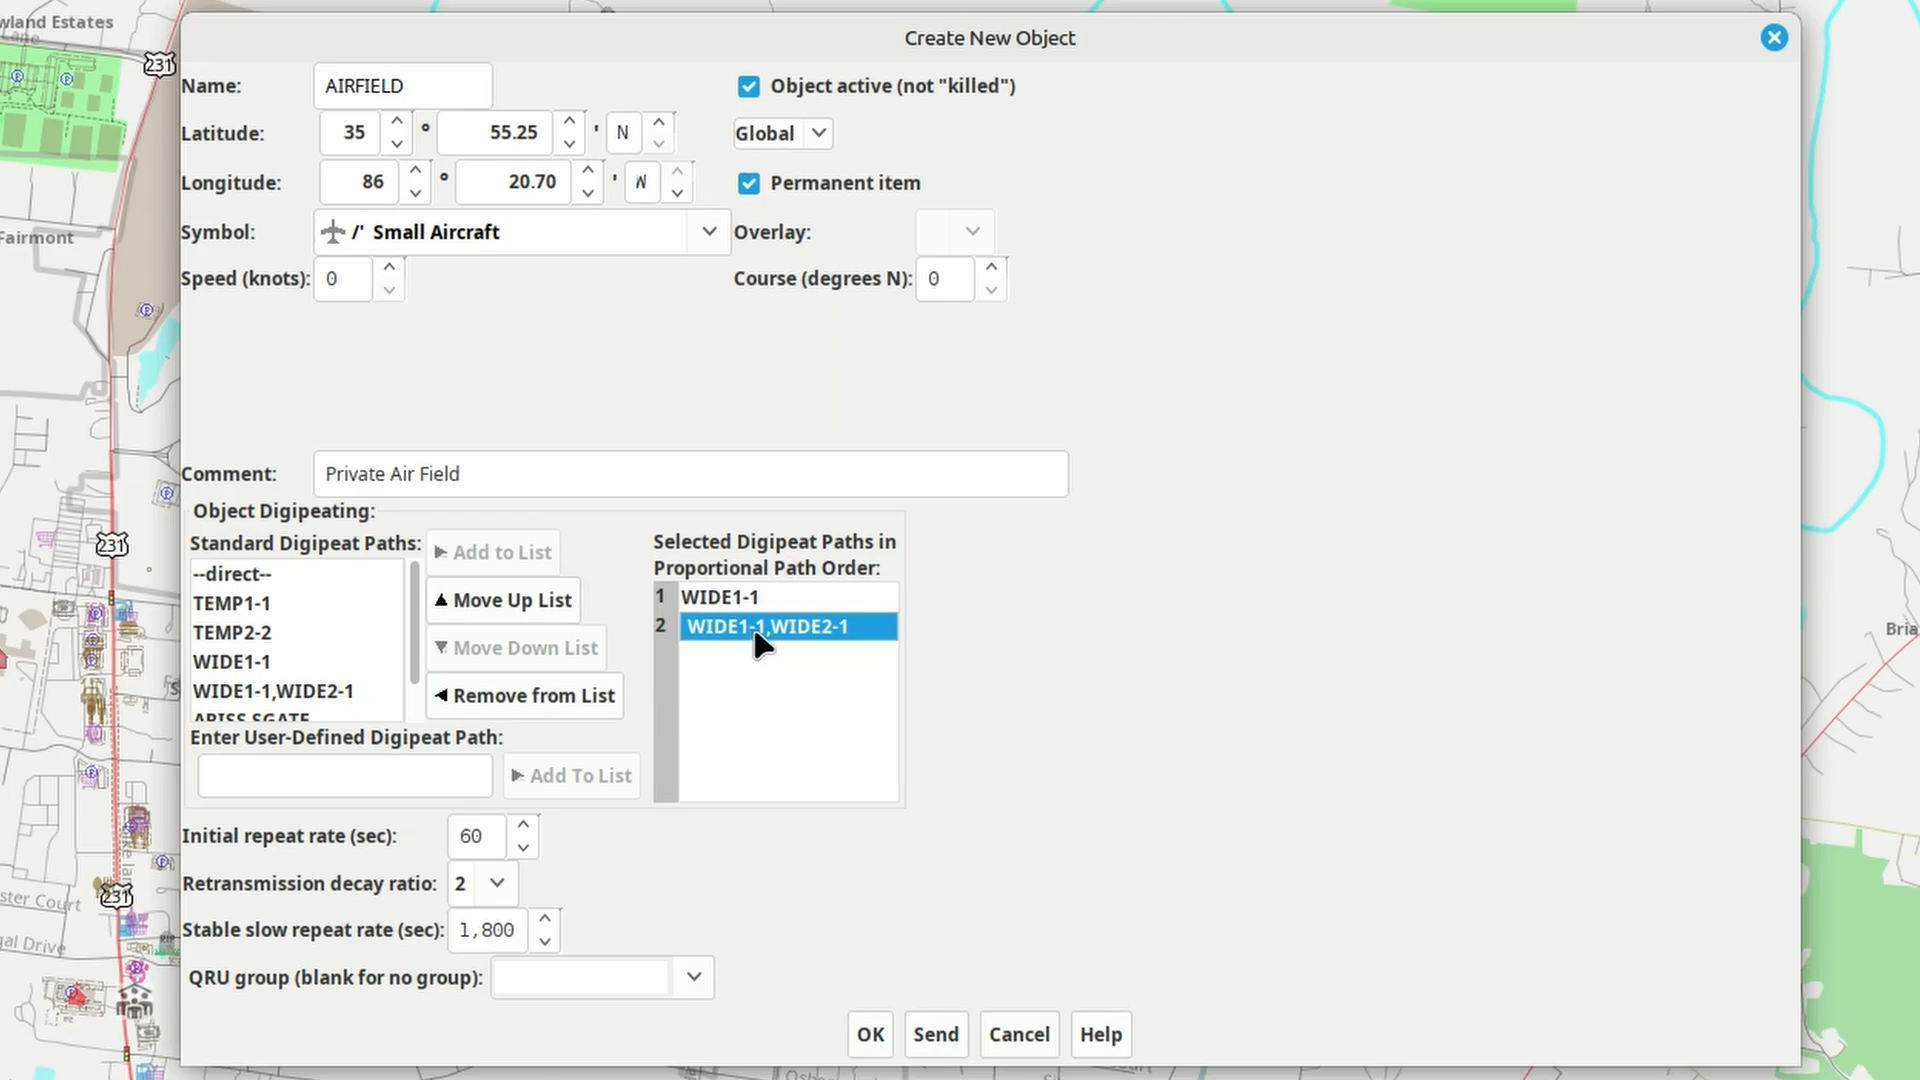 Create New Object
wland Estates
Lane
231
Name: AIRFIELD
Object active (not "killed")
Latitude: 35 ° 55.25 ' N
Global
Longitude: 86 ° 20.70 ' W
Permanent item
Symbol: /' Small Aircraft
Overlay:
Fairmont
Speed (knots): 0
Course (degrees N): 0
Comment: Private Air Field
Object Digipeating:
Standard Digipeat Paths:
--direct--
TEMP1-1
TEMP2-2
WIDE1-1
WIDE1-1,WIDE2-1
ARISS,SGATE
Add to List
Move Up List
Move Down List
Remove from List
Selected Digipeat Paths in
Proportional Path Order:
1 WIDE1-1
2 WIDE1-1,WIDE2-1
231
Bria
Enter User-Defined Digipeat Path:
Add To List
Initial repeat rate (sec): 60
Retransmission decay ratio: 2
231
ster Court
Stable slow repeat rate (sec): 1,800
gal Drive
QRU group (blank for no group):
OK
Send
Cancel
Help